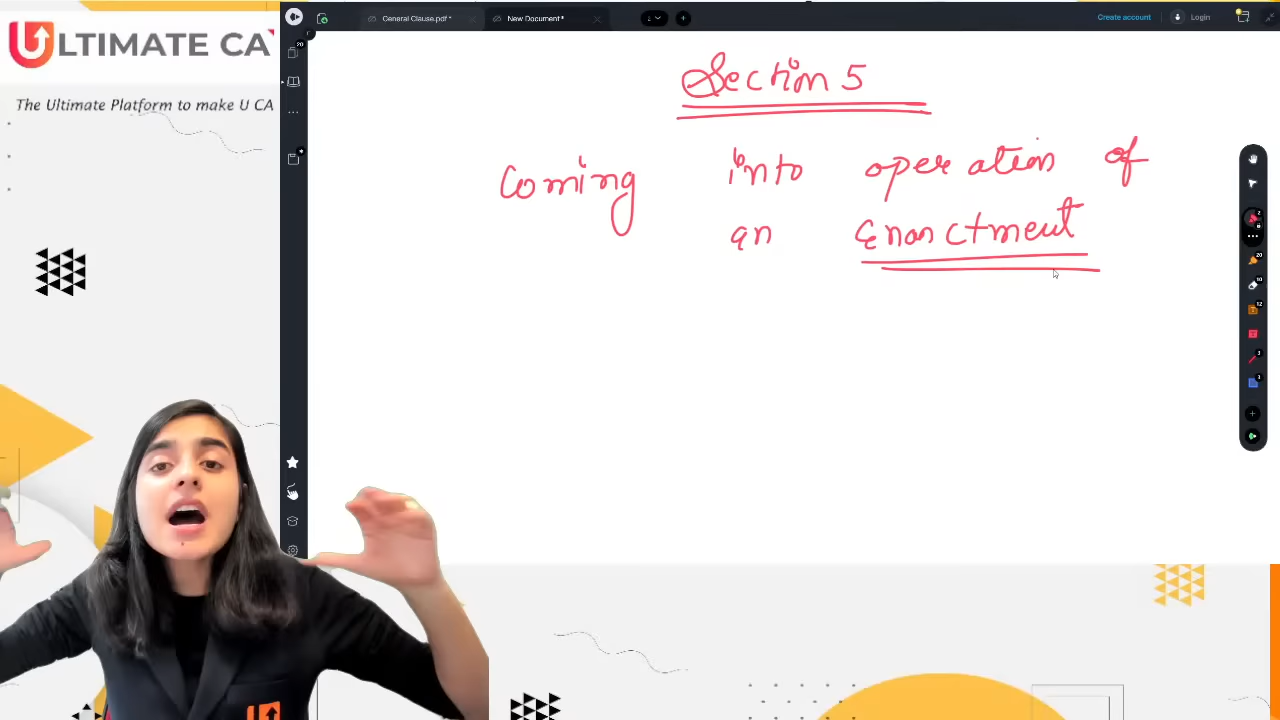 ULTIMATE CA
The Ultimate Platform to make U CA
General Clause.pdf *
New Document*
2
Create account
Login
Section 5
Coming into operation of
an Enactment